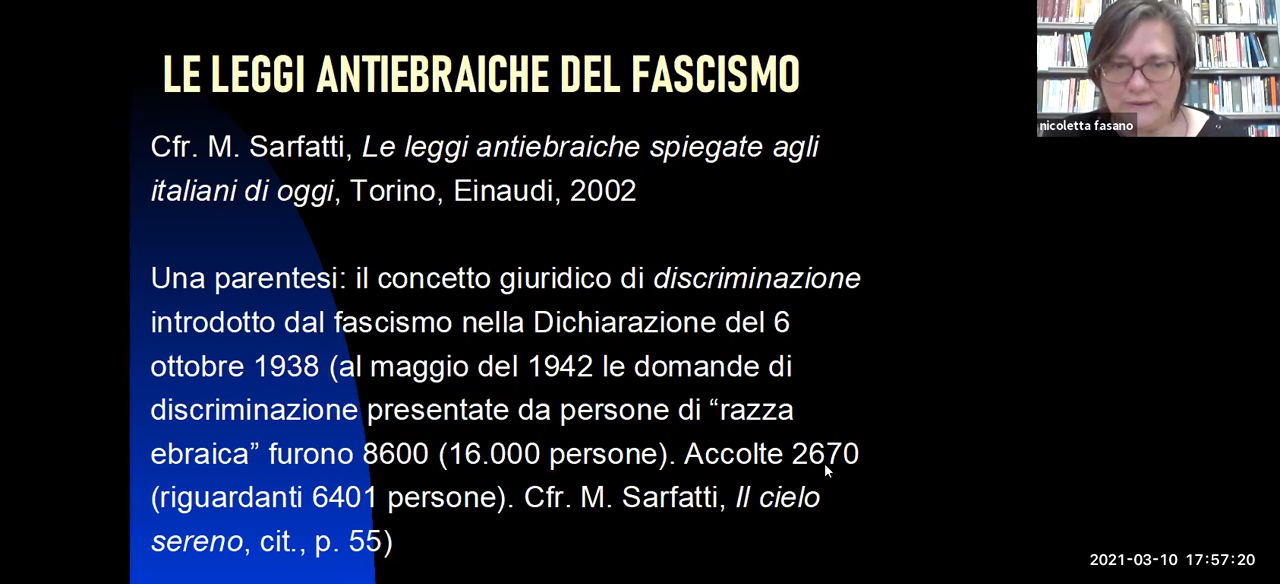 LE LEGGI ANTIEBRAICHE DEL FASCISMO
Cfr. M. Sarfatti, Le leggi antiebraiche spiegate agli
italiani di oggi, Torino, Einaudi, 2002
Una parentesi: il concetto giuridico di discriminazione
introdotto dal fascismo nella Dichiarazione del 6
ottobre 1938 (al maggio del 1942 le domande di
discriminazione presentate da persone di “razza
ebraica” furono 8600 (16.000 persone). Accolte 2670
(riguardanti 6401 persone). Cfr. M. Sarfatti, Il cielo
sereno, cit., p. 55)
nicoletta fasano
2021-03-10 17:57:20